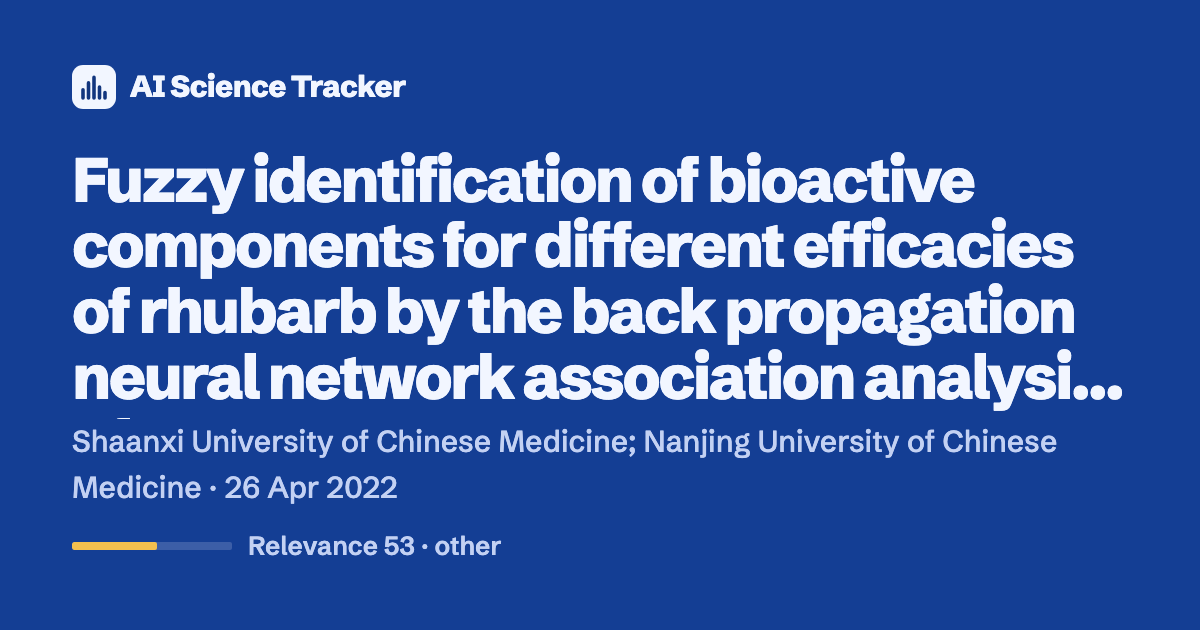 AI Science Tracker
Fuzzy identification of bioactive
components for different efficacies
of rhubarb by the back propagation
neural network association analysi...
Shaanxi University of Chinese Medicine; Nanjing University of Chinese
Medicine · 26 Apr 2022
Relevance 53 · other